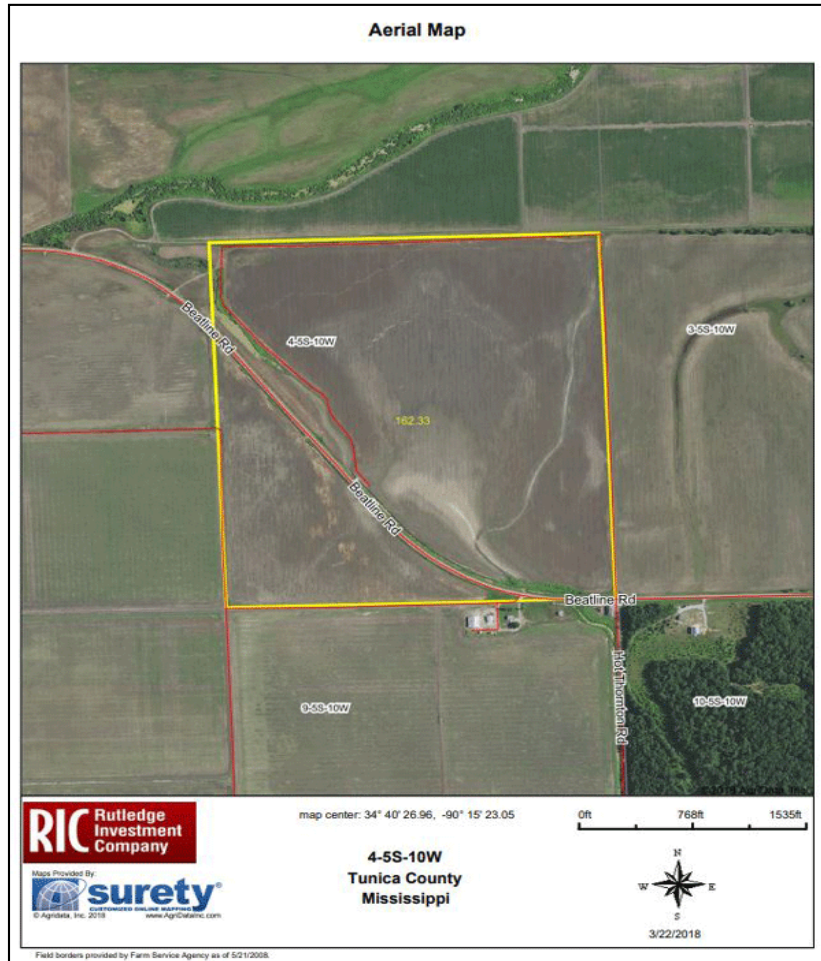 Aerial Map
Beatline Rd
3-5S-10W
4-5S-10W
162.33
Beatline Rd
Beatline Rd
Hot Thornton Rd
9-5S-10W
10-5S-10W
© 2018 AgriData, Inc.
RIC Rutledge
Investment
Company
map center: 34° 40' 26.96, -90° 15' 23.05
0ft 768ft 1535ft
4-5S-10W
Tunica County
Mississippi
Maps Provided By:
surety®
CUSTOMIZED ONLINE MAPPING
© Agridata, Inc. 2018 www.AgriDataInc.com
N
W E
S
3/22/2018
Field borders provided by Farm Service Agency as of 5/21/2008.